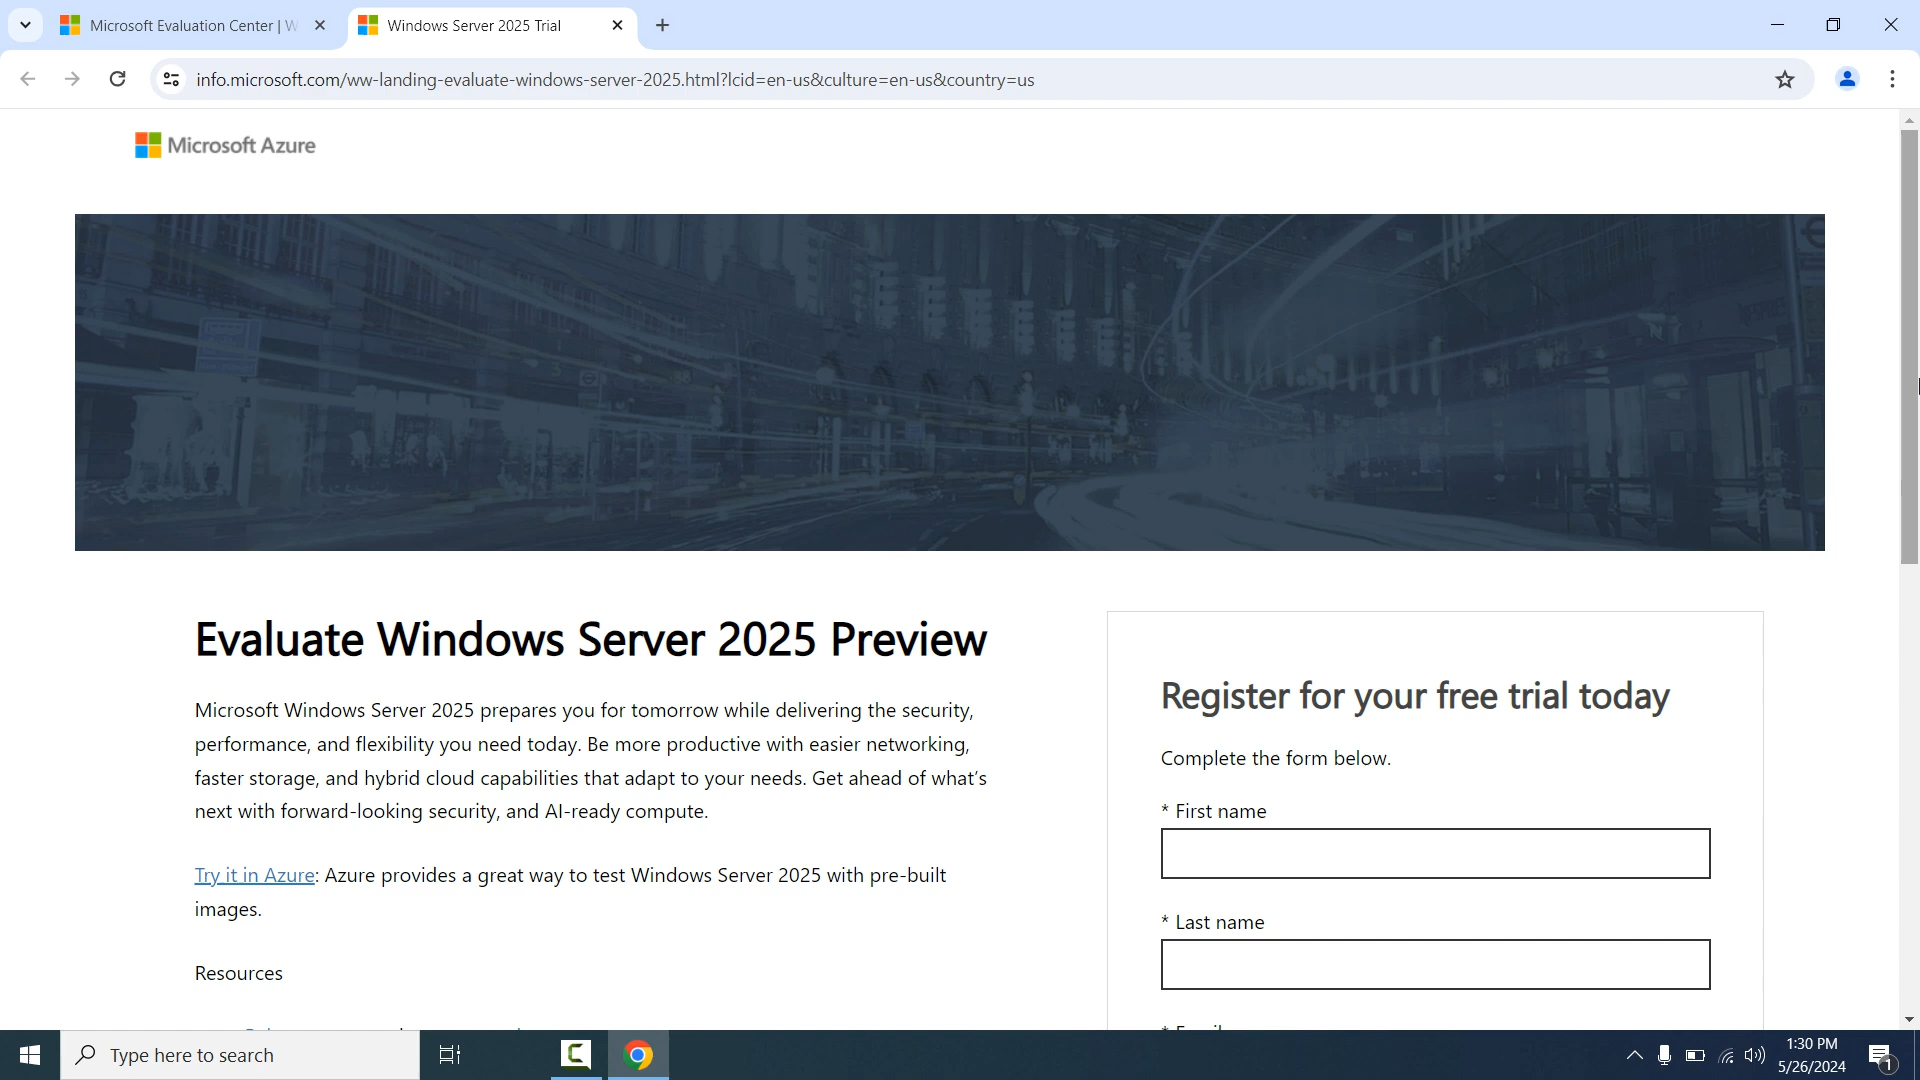 Microsoft Evaluation Center | W
Windows Server 2025 Trial
info.microsoft.com/ww-landing-evaluate-windows-server-2025.html?lcid=en-us&culture=en-us&country=us
Microsoft Azure
Evaluate Windows Server 2025 Preview
Microsoft Windows Server 2025 prepares you for tomorrow while delivering the security,
performance, and flexibility you need today. Be more productive with easier networking,
faster storage, and hybrid cloud capabilities that adapt to your needs. Get ahead of what's
next with forward-looking security, and AI-ready compute.
Try it in Azure: Azure provides a great way to test Windows Server 2025 with pre-built
images.
Resources
Register for your free trial today
Complete the form below.
* First name
* Last name
Type here to search
1:30 PM
5/26/2024
1